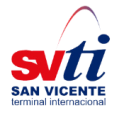 svti
SAN VICENTE
terminal internacional